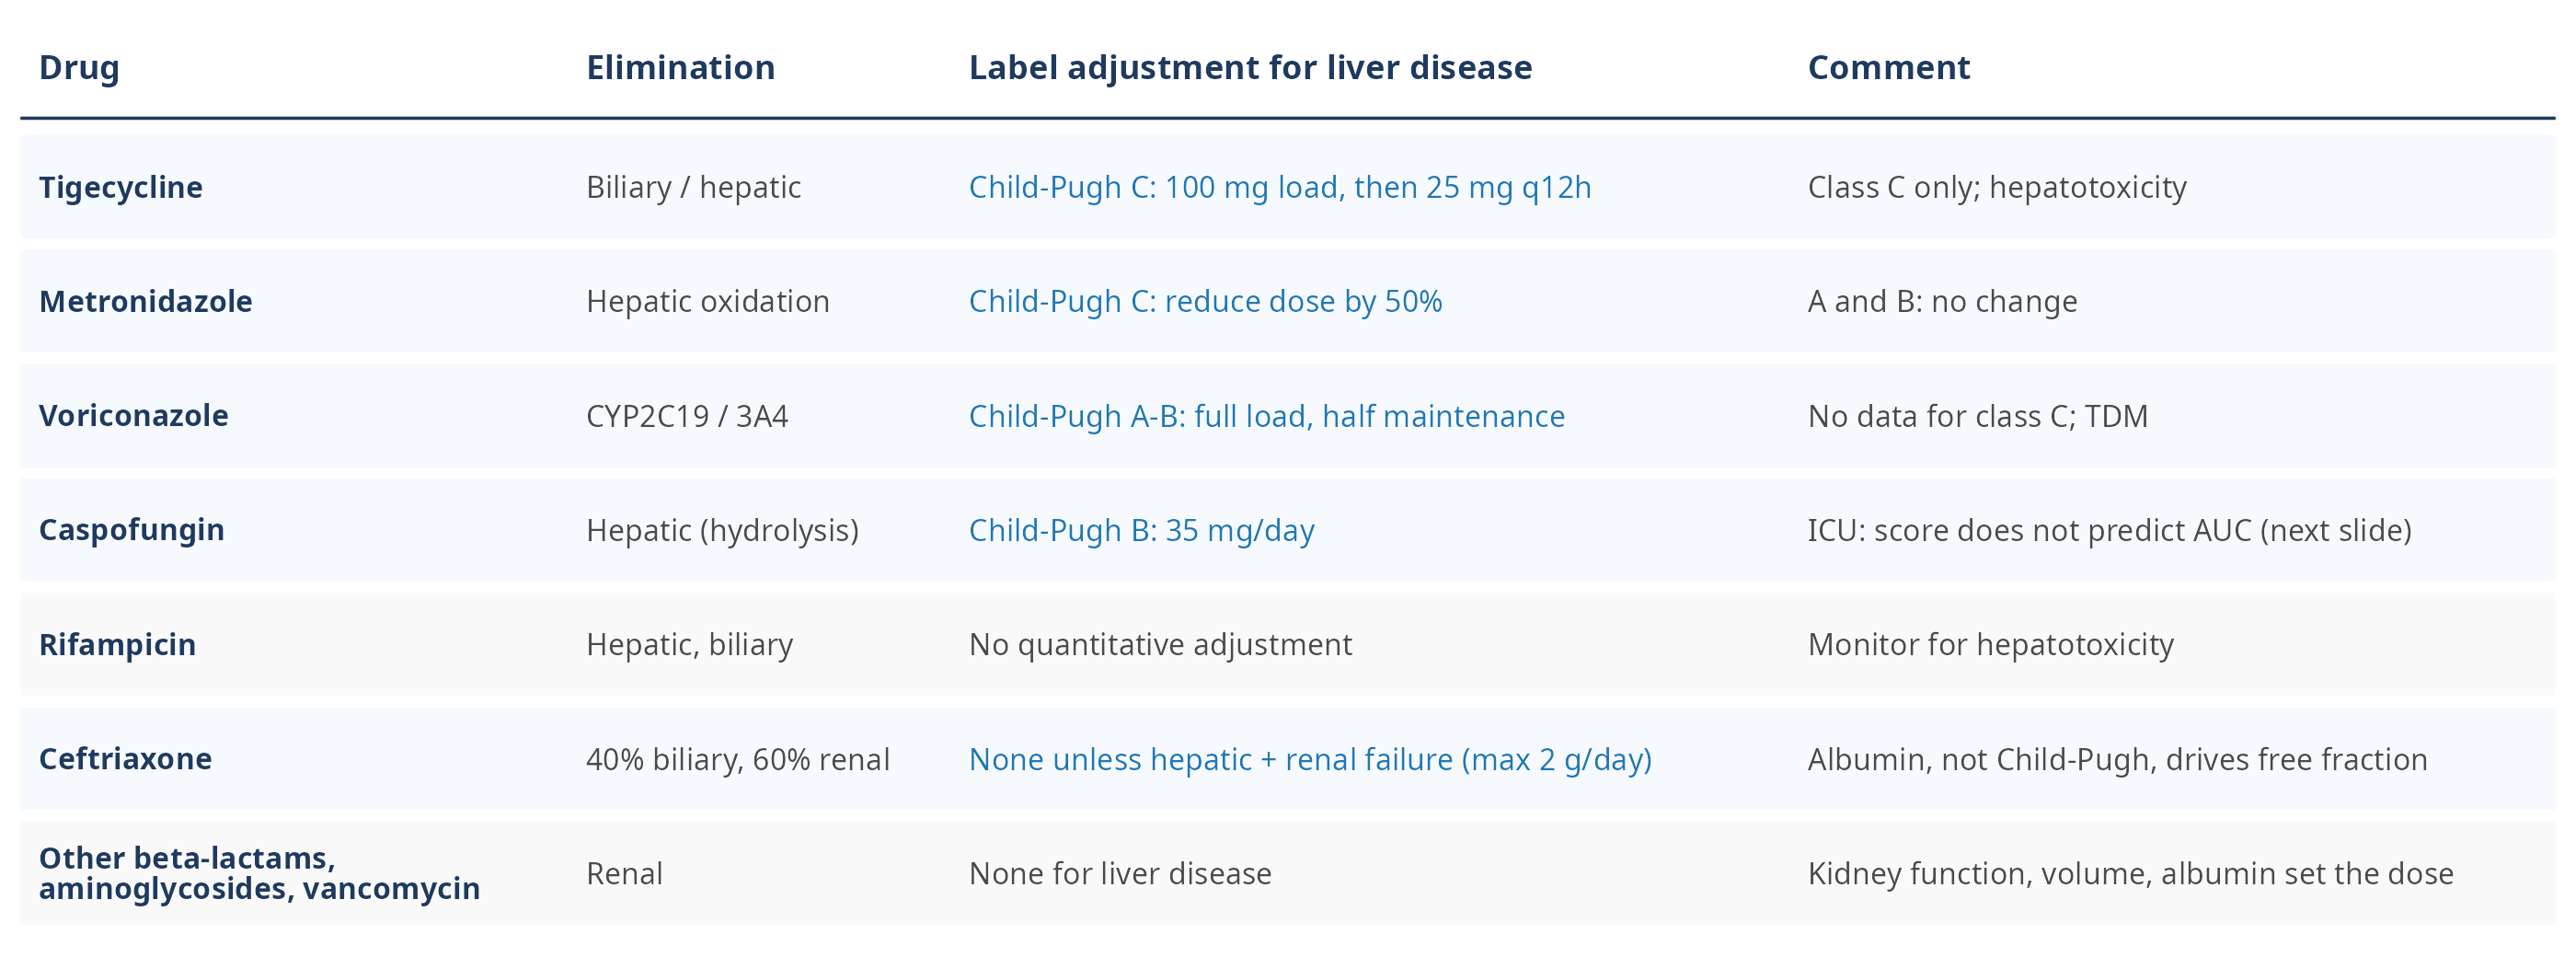 Drug Elimination Label adjustment for liver disease Comment
Tigecycline Biliary / hepatic Child-Pugh C: 100 mg load, then 25 mg q12h Class C only; hepatotoxicity
Metronidazole Hepatic oxidation Child-Pugh C: reduce dose by 50% A and B: no change
Voriconazole CYP2C19 / 3A4 Child-Pugh A-B: full load, half maintenance No data for class C; TDM
Caspofungin Hepatic (hydrolysis) Child-Pugh B: 35 mg/day ICU: score does not predict AUC (next slide)
Rifampicin Hepatic, biliary No quantitative adjustment Monitor for hepatotoxicity
Ceftriaxone 40% biliary, 60% renal None unless hepatic + renal failure (max 2 g/day) Albumin, not Child-Pugh, drives free fraction
Other beta-lactams,
aminoglycosides, vancomycin Renal None for liver disease Kidney function, volume, albumin set the dose